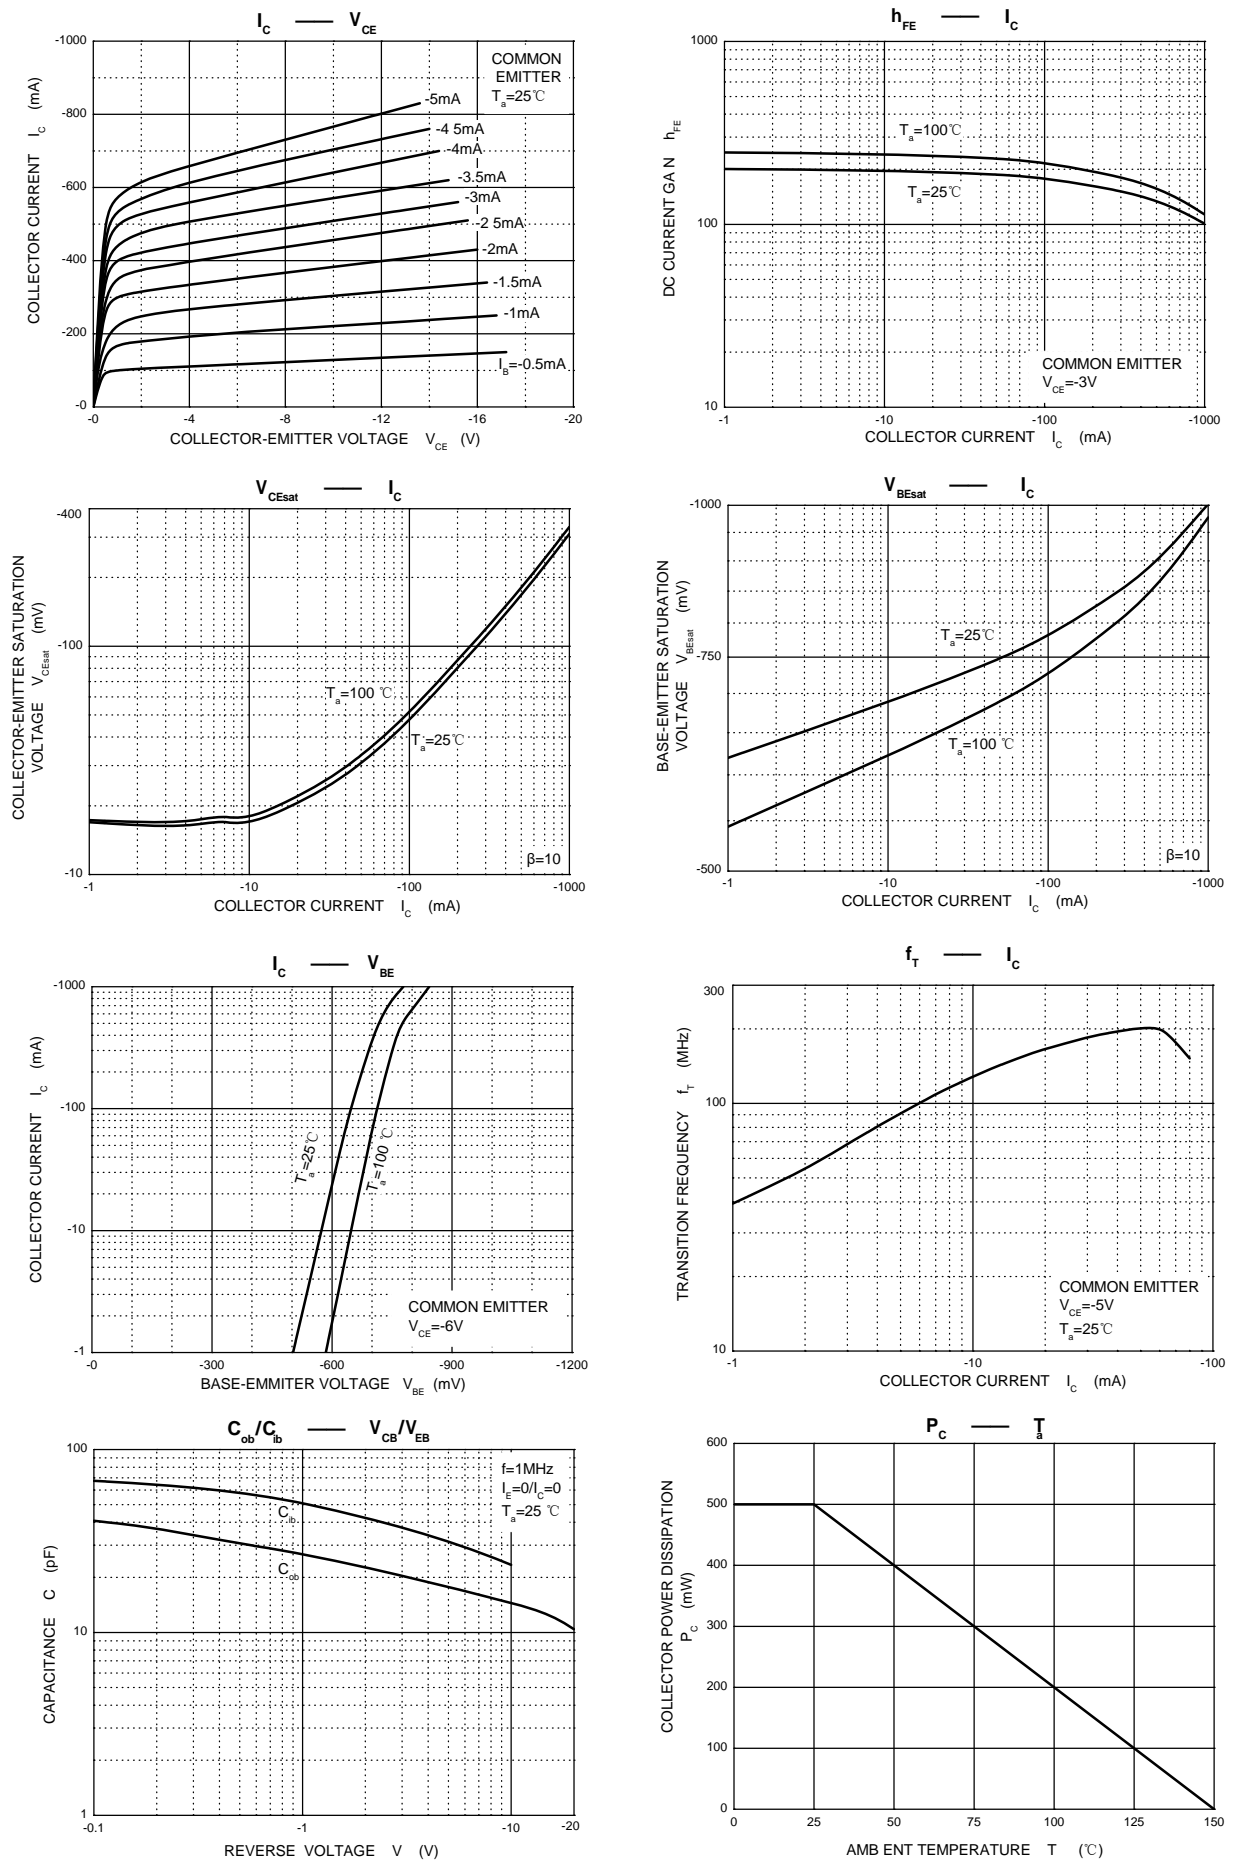 IC —— VCE
-1000
-800
-600
-400
-200
-0
COLLECTOR CURRENT IC (mA)
COMMON
EMITTER
Ta=25℃
-5mA
-4 5mA
-4mA
-3.5mA
-3mA
-2 5mA
-2mA
-1.5mA
-1mA
IB=-0.5mA
-0 -4 -8 -12 -16 -20
COLLECTOR-EMITTER VOLTAGE VCE (V)
hFE —— IC
1000
100
10
DC CURRENT GA N hFE
Ta=100℃
Ta=25℃
COMMON EMITTER
VCE=-3V
-1 -10 -100 -1000
COLLECTOR CURRENT IC (mA)
VCEsat —— IC
-400
-100
-10
COLLECTOR-EMITTER SATURATION
VOLTAGE VCEsat (mV)
Ta=100 ℃
Ta=25℃
β=10
-1 -10 -100 -1000
COLLECTOR CURRENT IC (mA)
VBEsat —— IC
-1000
-750
-500
BASE-EMITTER SATURATION
VOLTAGE VBEsat (mV)
Ta=25℃
Ta=100 ℃
β=10
-1 -10 -100 -1000
COLLECTOR CURRENT IC (mA)
IC —— VBE
-1000
-100
-10
-1
COLLECTOR CURRENT IC (mA)
Ta=25℃
Ta=100 ℃
COMMON EMITTER
VCE=-6V
-0 -300 -600 -900 -1200
BASE-EMMITER VOLTAGE VBE (mV)
fT —— IC
300
100
10
TRANSITION FREQUENCY fT (MHz)
COMMON EMITTER
VCE=-5V
Ta=25℃
-1 -10 -100
COLLECTOR CURRENT IC (mA)
Cob/Cib —— VCB/VEB
100
10
1
CAPACITANCE C (pF)
f=1MHz
IE=0/IC=0
Ta=25 ℃
Cib
Cob
-0.1 -1 -10 -20
REVERSE VOLTAGE V (V)
PC —— Ta
600
500
400
300
200
100
0
COLLECTOR POWER DISSIPATION
PC (mW)
0 25 50 75 100 125 150
AMB ENT TEMPERATURE T (℃)